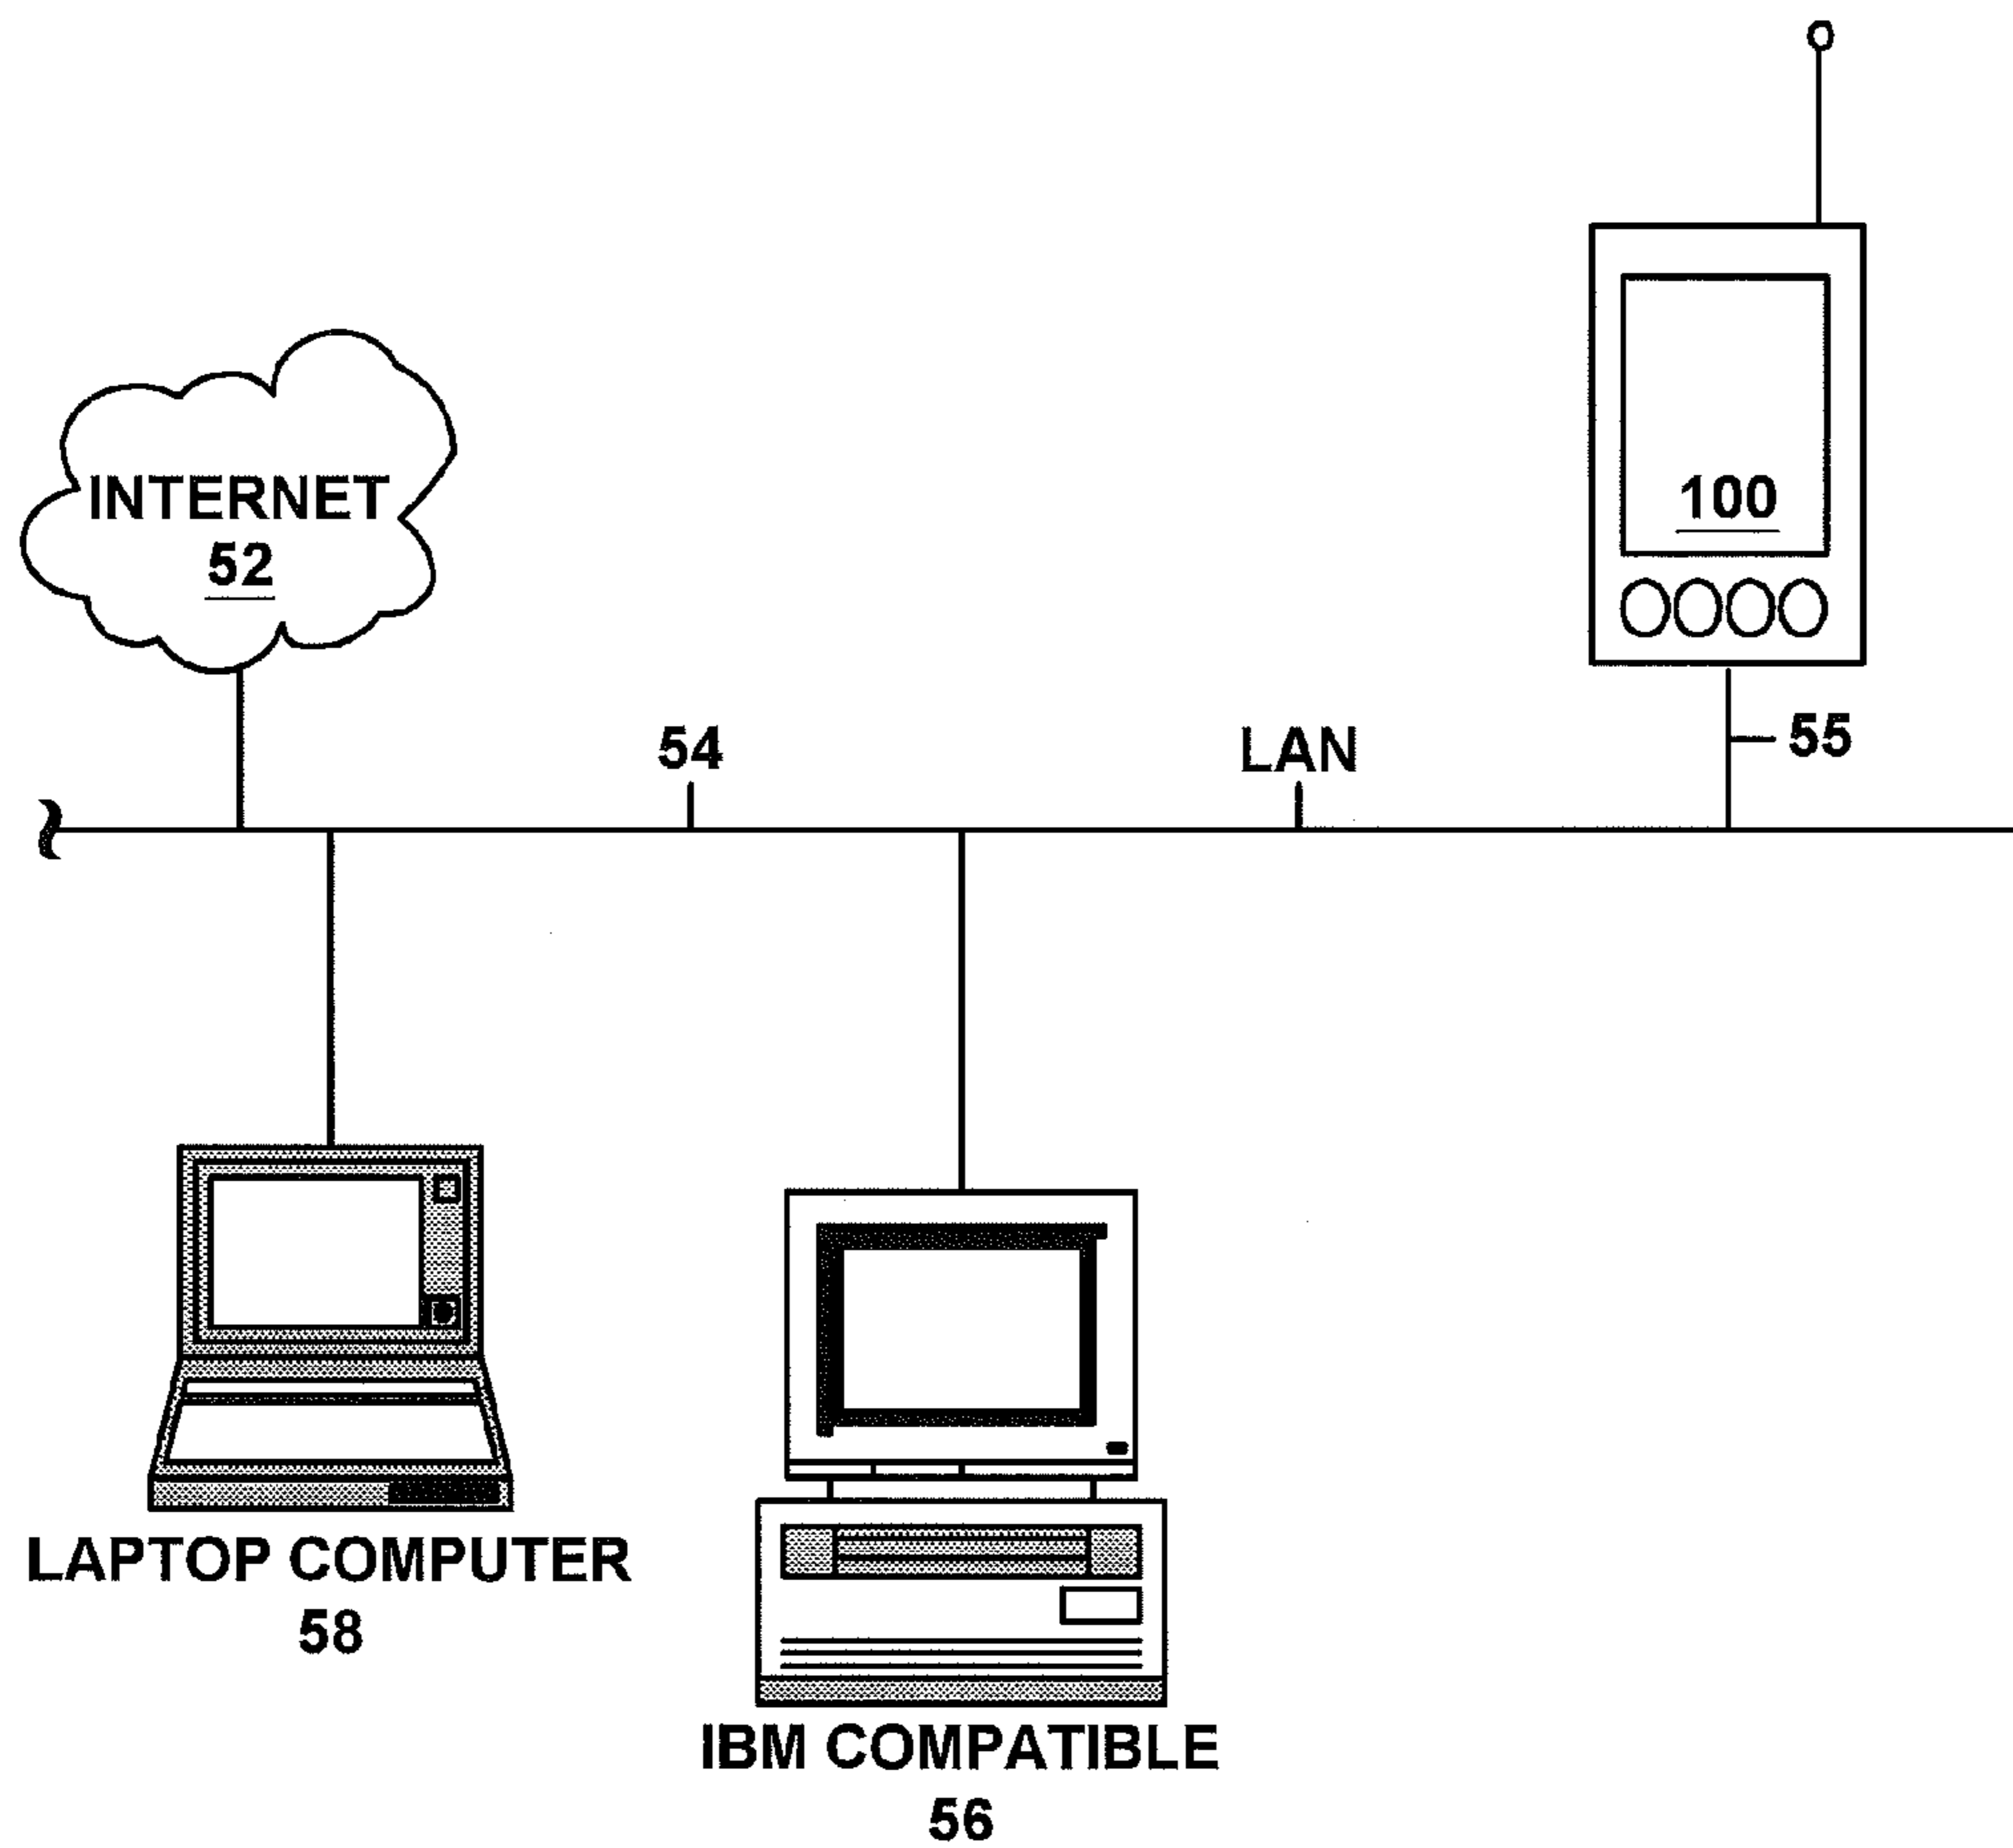 INTERNET
52
100
54
LAN
55
LAPTOP COMPUTER
58
IBM COMPATIBLE
56